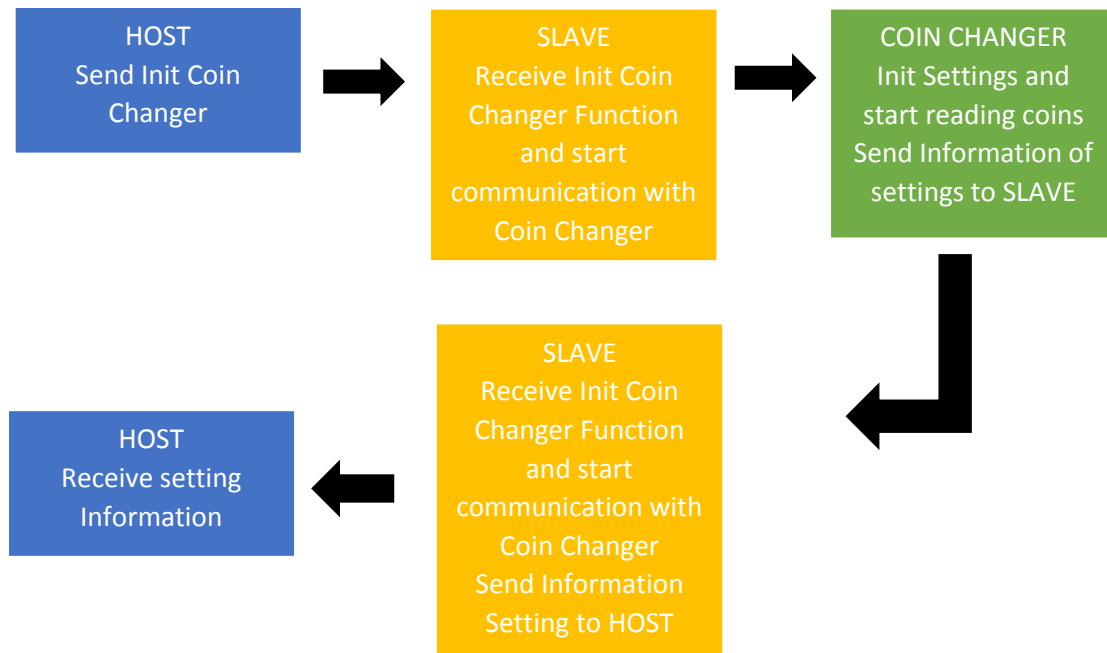 HOST
Send Init Coin
Changer
SLAVE
Receive Init Coin
Changer Function
and start
communication with
Coin Changer
COIN CHANGER
Init Settings and
start reading coins
Send Information of
settings to SLAVE
SLAVE
Receive Init Coin
Changer Function
and start
communication with
Coin Changer
Send Information
Setting to HOST
HOST
Receive setting
Information